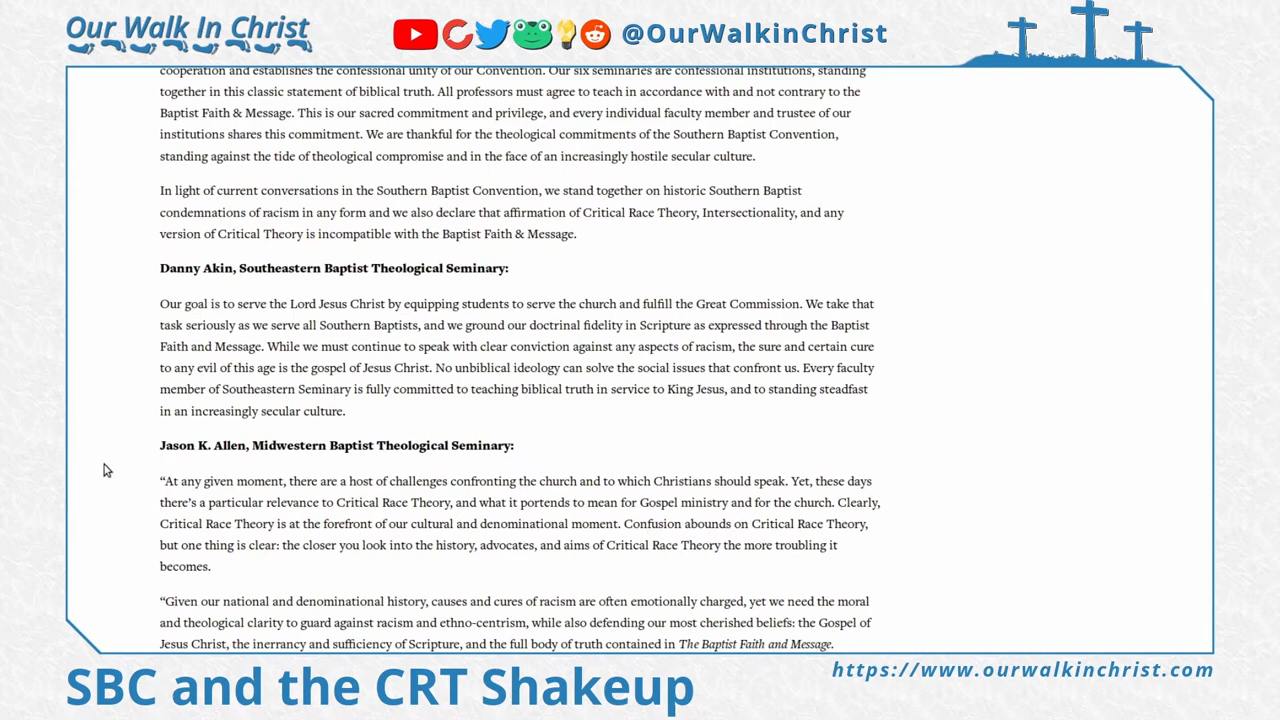 Our Walk In Christ
@OurWalkinChrist
cooperation and establishes the confessional unity of our Convention. Our six seminaries are confessional institutions, standing
together in this classic statement of biblical truth. All professors must agree to teach in accordance with and not contrary to the
Baptist Faith & Message. This is our sacred commitment and privilege, and every individual faculty member and trustee of our
institutions shares this commitment. We are thankful for the theological commitments of the Southern Baptist Convention,
standing against the tide of theological compromise and in the face of an increasingly hostile secular culture.
In light of current conversations in the Southern Baptist Convention, we stand together on historic Southern Baptist
condemnations of racism in any form and we also declare that affirmation of Critical Race Theory, Intersectionality, and any
version of Critical Theory is incompatible with the Baptist Faith & Message.
Danny Akin, Southeastern Baptist Theological Seminary:
Our goal is to serve the Lord Jesus Christ by equipping students to serve the church and fulfill the Great Commission. We take that
task seriously as we serve all Southern Baptists, and we ground our doctrinal fidelity in Scripture as expressed through the Baptist
Faith and Message. While we must continue to speak with clear conviction against any aspects of racism, the sure and certain cure
to any evil of this age is the gospel of Jesus Christ. No unbiblical ideology can solve the social issues that confront us. Every faculty
member of Southeastern Seminary is fully committed to teaching biblical truth in service to King Jesus, and to standing steadfast
in an increasingly secular culture.
Jason K. Allen, Midwestern Baptist Theological Seminary:
“At any given moment, there are a host of challenges confronting the church and to which Christians should speak. Yet, these days
there’s a particular relevance to Critical Race Theory, and what it portends to mean for Gospel ministry and for the church. Clearly,
Critical Race Theory is at the forefront of our cultural and denominational moment. Confusion abounds on Critical Race Theory,
but one thing is clear: the closer you look into the history, advocates, and aims of Critical Race Theory the more troubling it
becomes.
“Given our national and denominational history, causes and cures of racism are often emotionally charged, yet we need the moral
and theological clarity to guard against racism and ethno-centrism, while also defending our most cherished beliefs: the Gospel of
Jesus Christ, the inerrancy and sufficiency of Scripture, and the full body of truth contained in The Baptist Faith and Message.
SBC and the CRT Shakeup
https://www.ourwalkinchrist.com